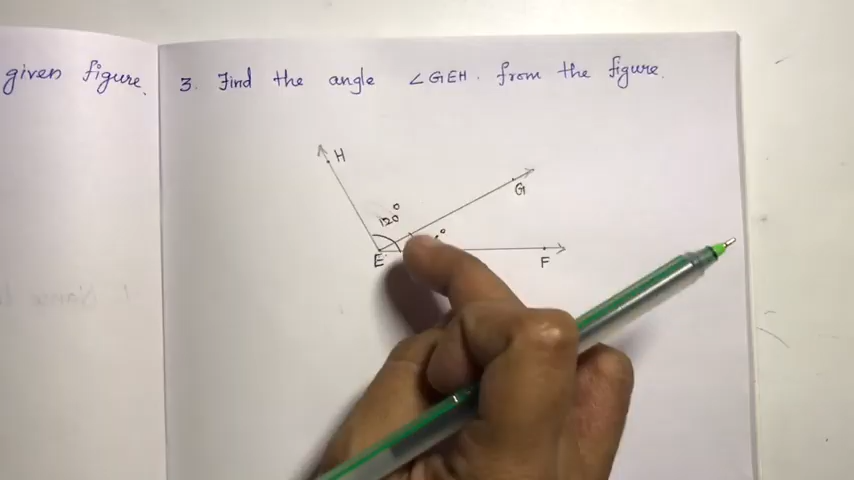 given figure.
3. Find the angle ∠GEH. from the figure.
H
120°
G
E
F